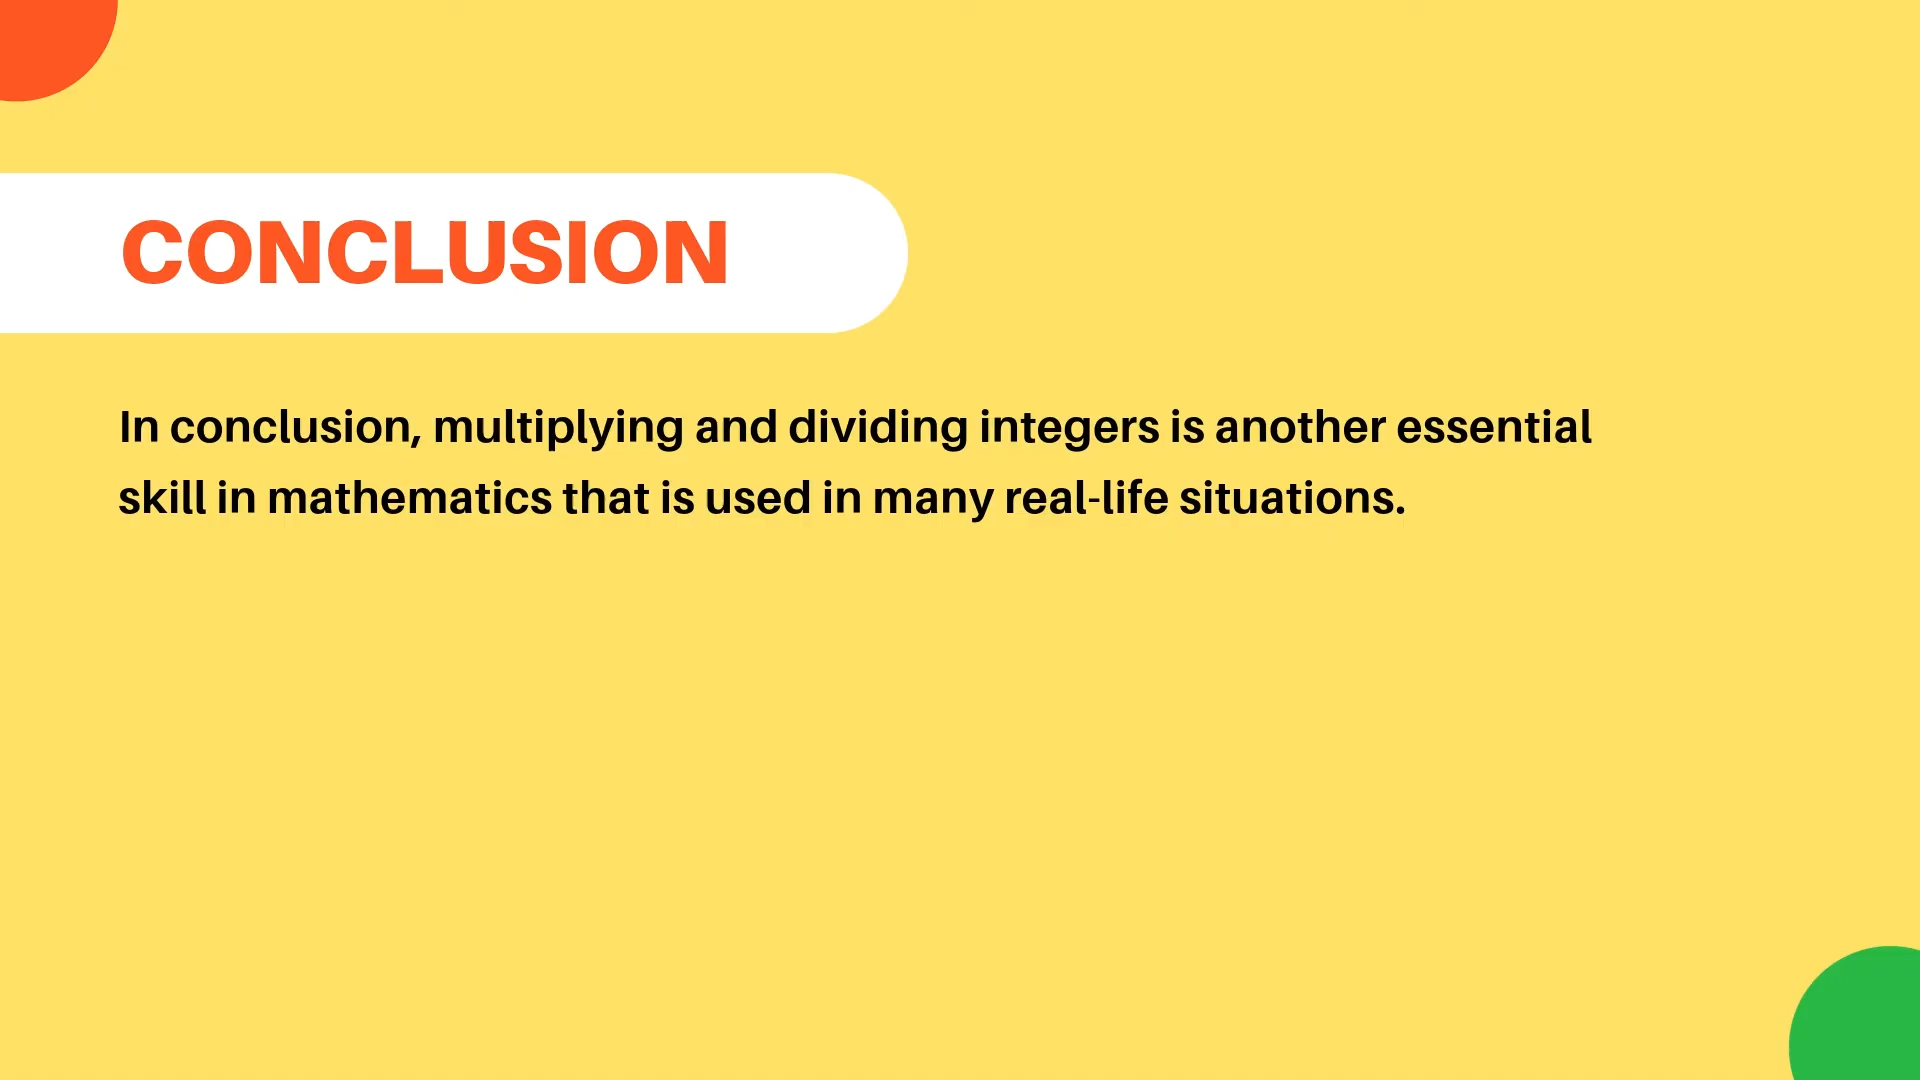 CONCLUSION
In conclusion, multiplying and dividing integers is another essential
skill in mathematics that is used in many real-life situations.